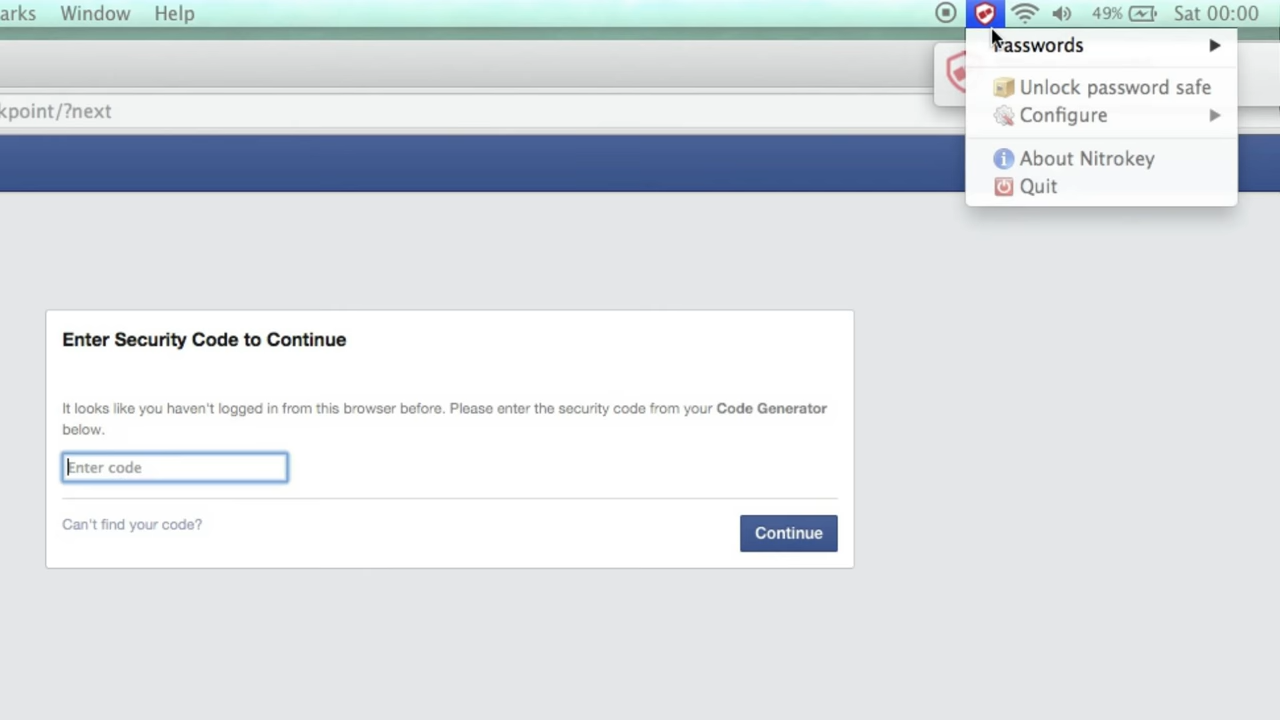 arks Window Help 49% Sat 00:00
Passwords
kpoint/?next
Unlock password safe
Configure
About Nitrokey
Quit
Enter Security Code to Continue
It looks like you haven't logged in from this browser before. Please enter the security code from your Code Generator
below.
Enter code
Can't find your code?
Continue